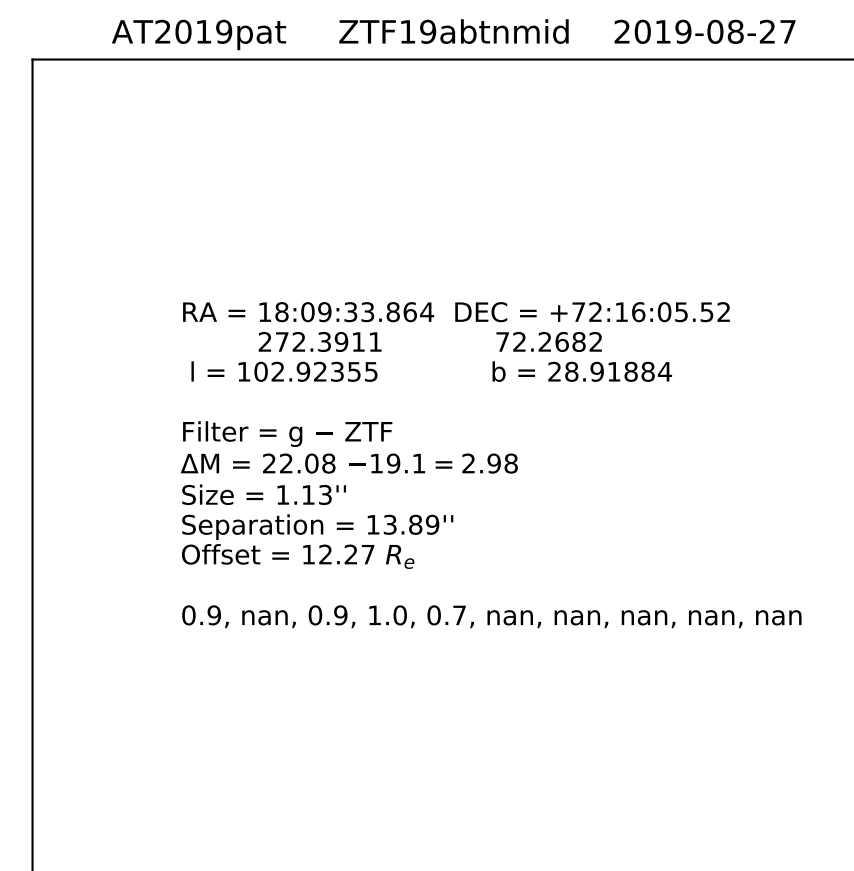 AT2019pat ZTF19abtnmid 2019-08-27
RA = 18:09:33.864 DEC = +72:16:05.52
272.3911 72.2682
l = 102.92355 b = 28.91884
Filter = g − ZTF
ΔM = 22.08 −19.1 = 2.98
Size = 1.13''
Separation = 13.89''
Offset = 12.27 Re
0.9, nan, 0.9, 1.0, 0.7, nan, nan, nan, nan, nan